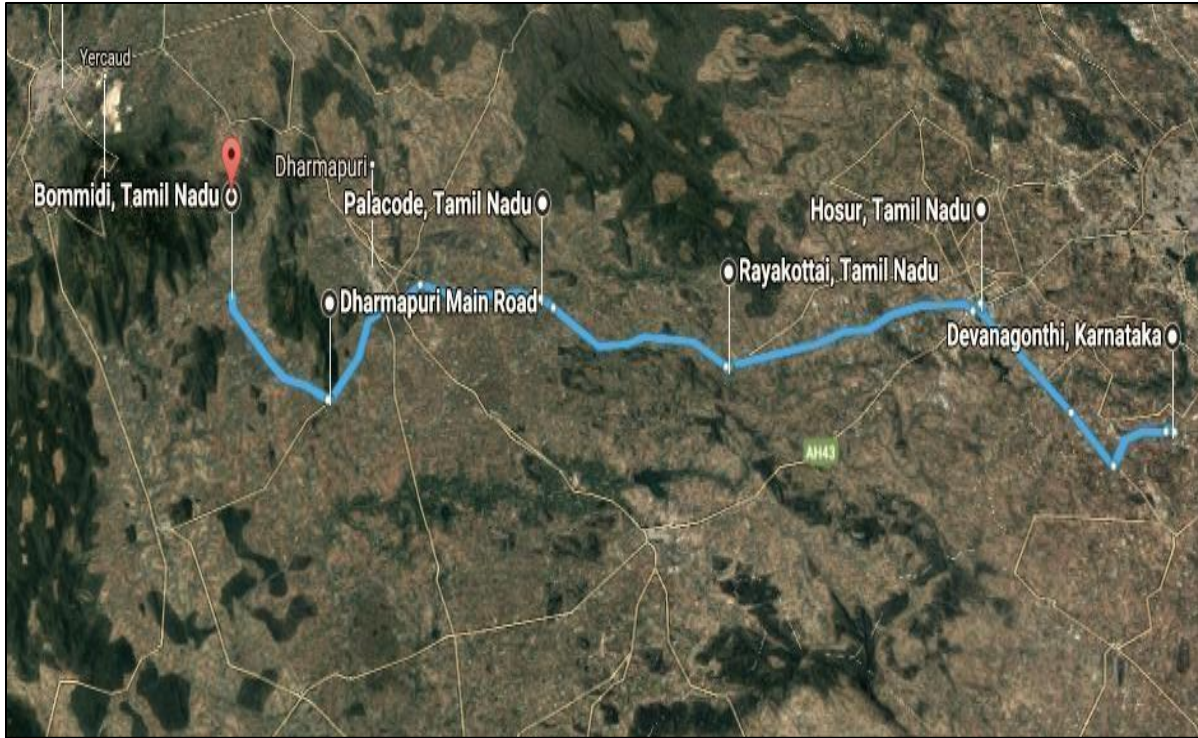 Yercaud
Dharmapuri
Bommidi, Tamil Nadu
Palacode, Tamil Nadu
Hosur, Tamil Nadu
Rayakottai, Tamil Nadu
Dharmapuri Main Road
Devanagonthi, Karnataka
AH43